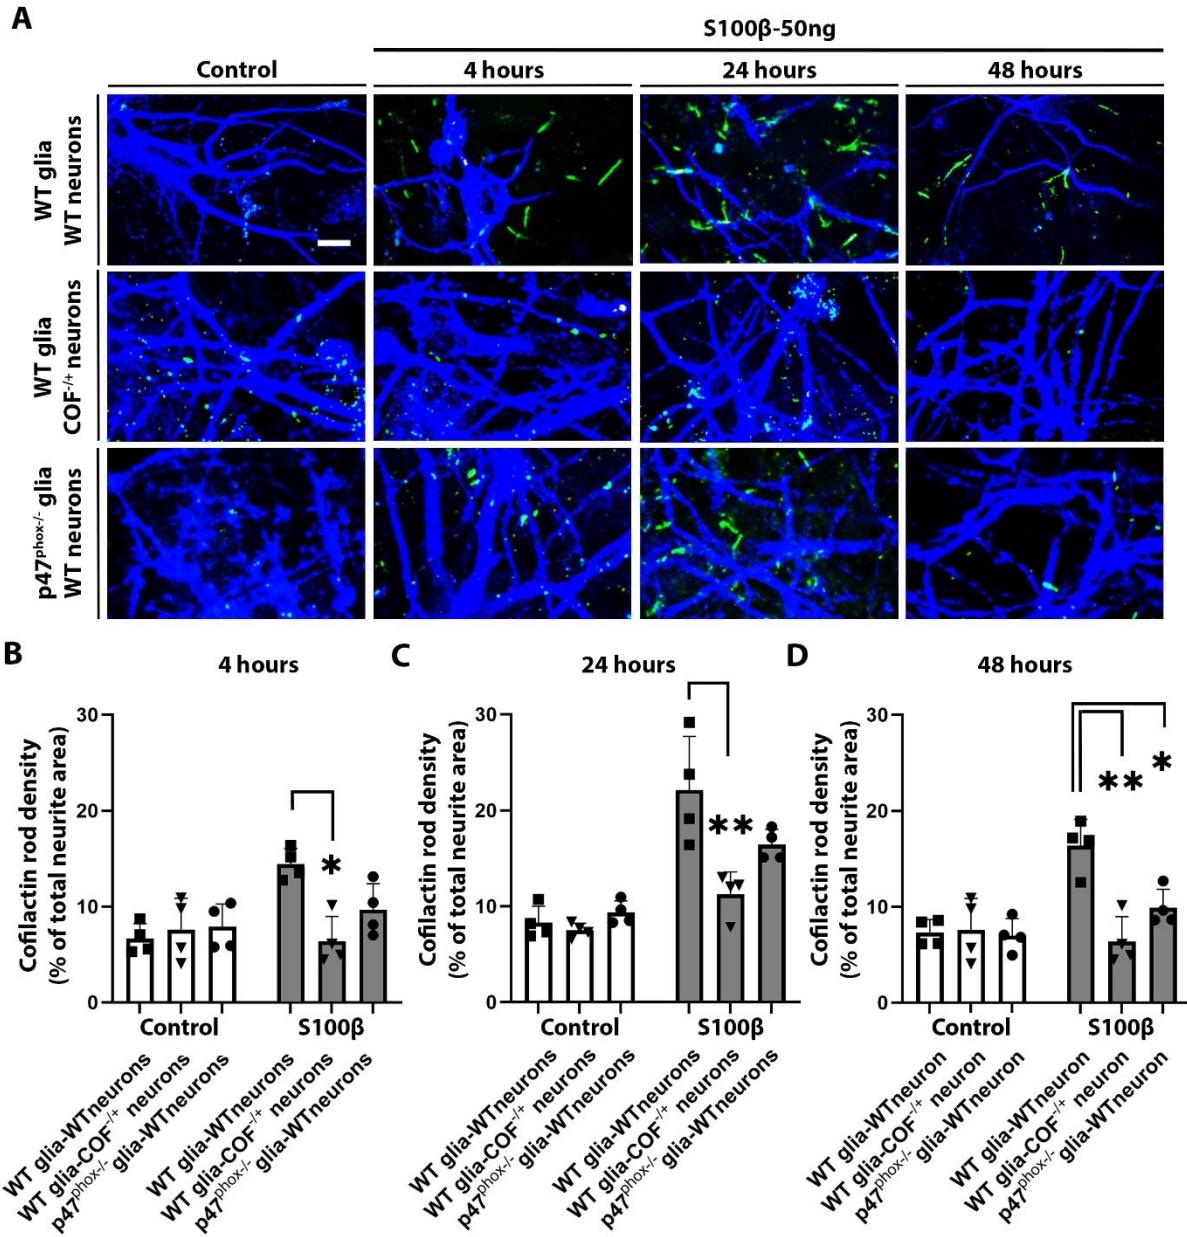 A
S100β-50ng
Control
4 hours
24 hours
48 hours
WT glia
WT neurons
WT glia
COF-/+ neurons
p47phox-/- glia
WT neurons
B
4 hours
Cofilactin rod density
(% of total neurite area)
30
20
10
0
*
Control
S100β
WT glia-WTneurons
WT glia-COF-/+ neurons
p47phox-/- glia-WTneurons
WT glia-WTneurons
WT glia-COF-/+ neurons
p47phox-/- glia-WTneurons
C
24 hours
Cofilactin rod density
(% of total neurite area)
30
20
10
0
**
Control
S100β
WT glia-WTneurons
WT glia-COF-/+ neurons
p47phox-/- glia-WTneurons
WT glia-WTneurons
WT glia-COF-/+ neurons
p47phox-/- glia-WTneurons
D
48 hours
Cofilactin rod density
(% of total neurite area)
30
20
10
0
**
*
Control
S100β
WT glia-WTneuron
WT glia-COF-/+ neuron
p47phox-/- glia-WTneuron
WT glia-WTneuron
WT glia-COF-/+ neuron
p47phox-/- glia-WTneuron